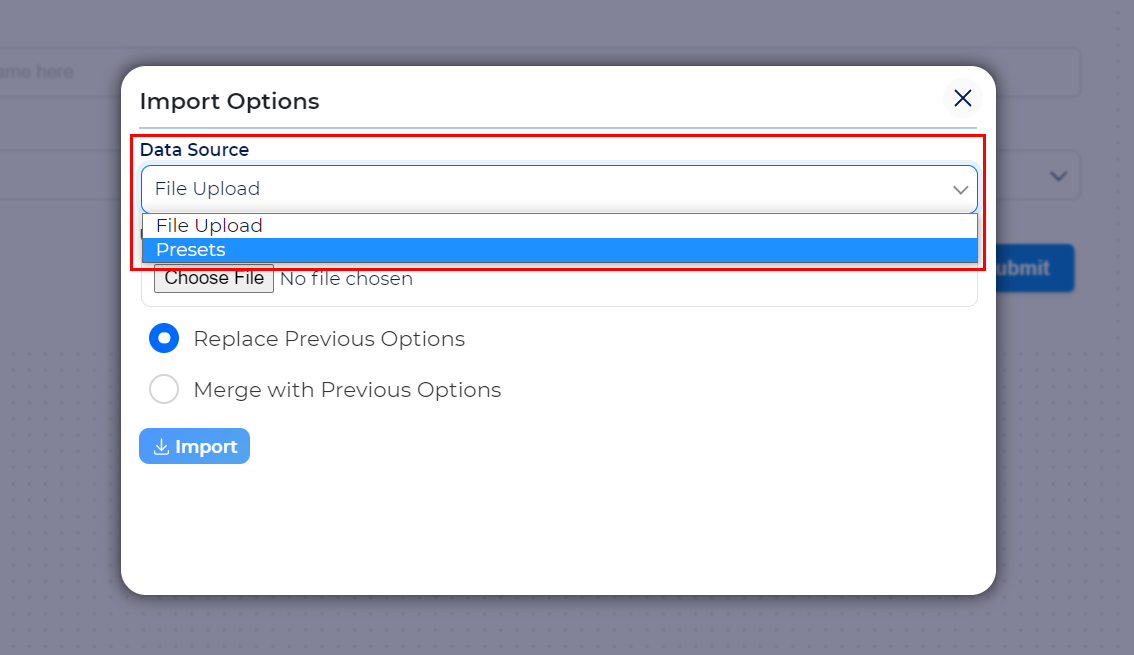 ame here
Import Options
Data Source
File Upload
File Upload
Presets
Choose File No file chosen
ubmit
Replace Previous Options
Merge with Previous Options
Import